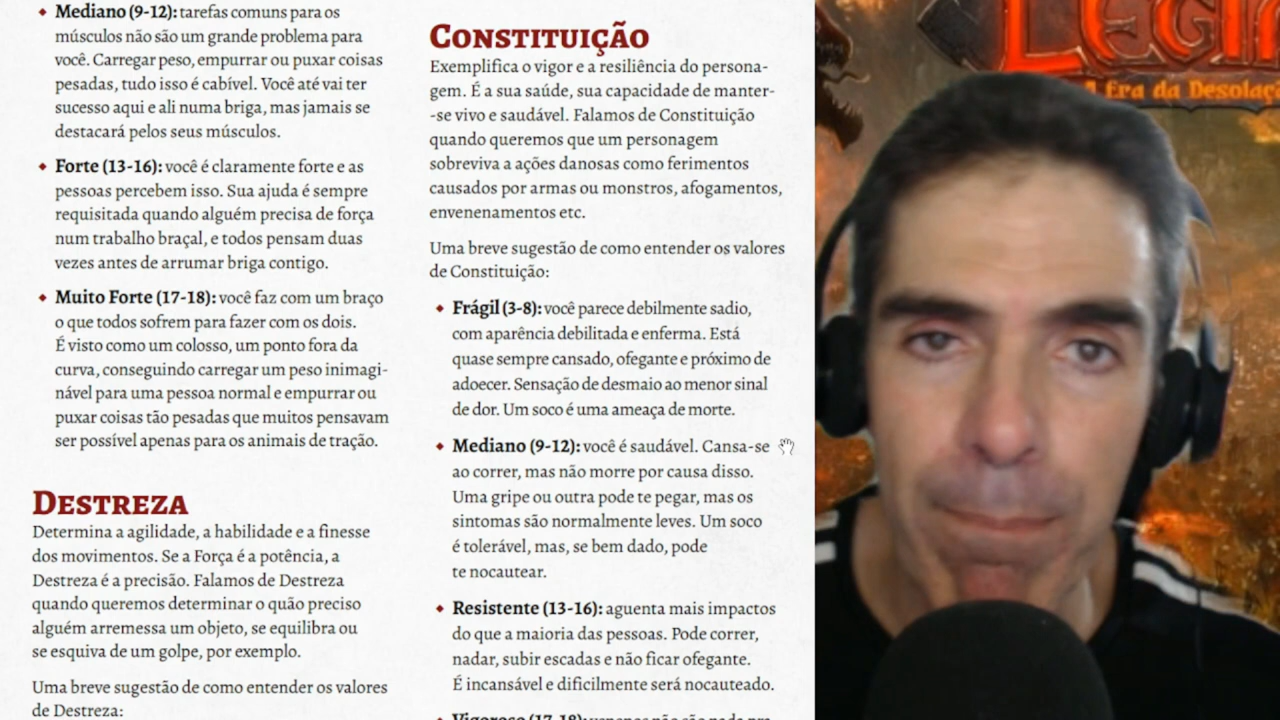 Mediano (9-12): tarefas comuns para os
músculos não são um grande problema para
você. Carregar peso, empurrar ou puxar coisas
pesadas, tudo isso é cabível. Você até vai ter
sucesso aqui e ali numa briga, mas jamais se
destacará pelos seus músculos.
Forte (13-16): você é claramente forte e as
pessoas percebem isso. Sua ajuda é sempre
requisitada quando alguém precisa de força
num trabalho braçal, e todos pensam duas
vezes antes de arrumar briga contigo.
Muito Forte (17-18): você faz com um braço
o que todos sofrem para fazer com os dois.
É visto como um colosso, um ponto fora da
curva, conseguindo carregar um peso inimagi-
nável para uma pessoa normal e empurrar ou
puxar coisas tão pesadas que muitos pensavam
ser possível apenas para os animais de tração.
DESTREZA
Determina a agilidade, a habilidade e a finesse
dos movimentos. Se a Força é a potência, a
Destreza é a precisão. Falamos de Destreza
quando queremos determinar o quão preciso
alguém arremessa um objeto, se equilibra ou
se esquiva de um golpe, por exemplo.
Uma breve sugestão de como entender os valores
de Destreza:
CONSTITUIÇÃO
Exemplifica o vigor e a resiliência do persona-
gem. É a sua saúde, sua capacidade de manter-
-se vivo e saudável. Falamos de Constituição
quando queremos que um personagem
sobreviva a ações danosas como ferimentos
causados por armas ou monstros, afogamentos,
envenenamentos etc.
Uma breve sugestão de como entender os valores
de Constituição:
Frágil (3-8): você parece debilmente sadio,
com aparência debilitada e enferma. Está
quase sempre cansado, ofegante e próximo de
adoecer. Sensação de desmaio ao menor sinal
de dor. Um soco é uma ameaça de morte.
Mediano (9-12): você é saudável. Cansa-se
ao correr, mas não morre por causa disso.
Uma gripe ou outra pode te pegar, mas os
sintomas são normalmente leves. Um soco
é tolerável, mas, se bem dado, pode
te nocautear.
Resistente (13-16): aguenta mais impactos
do que a maioria das pessoas. Pode correr,
nadar, subir escadas e não ficar ofegante.
É incansável e dificilmente será nocauteado.
Vigoroso (17-18):
A Era da Desolaç